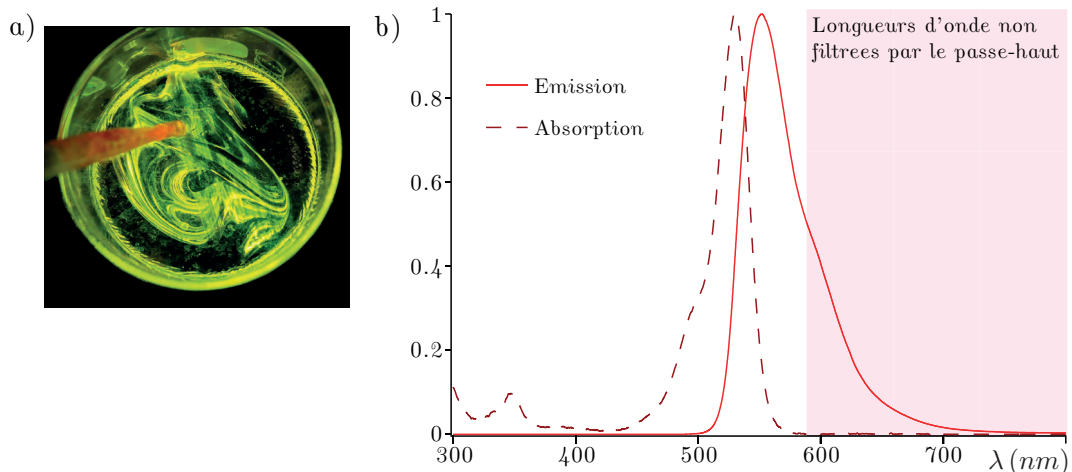 a)
b)
Longueurs d'onde non
filtrees par le passe-haut
Emission
Absorption
1
0.8
0.6
0.4
0.2
0
300
400
500
600
700
λ (nm)